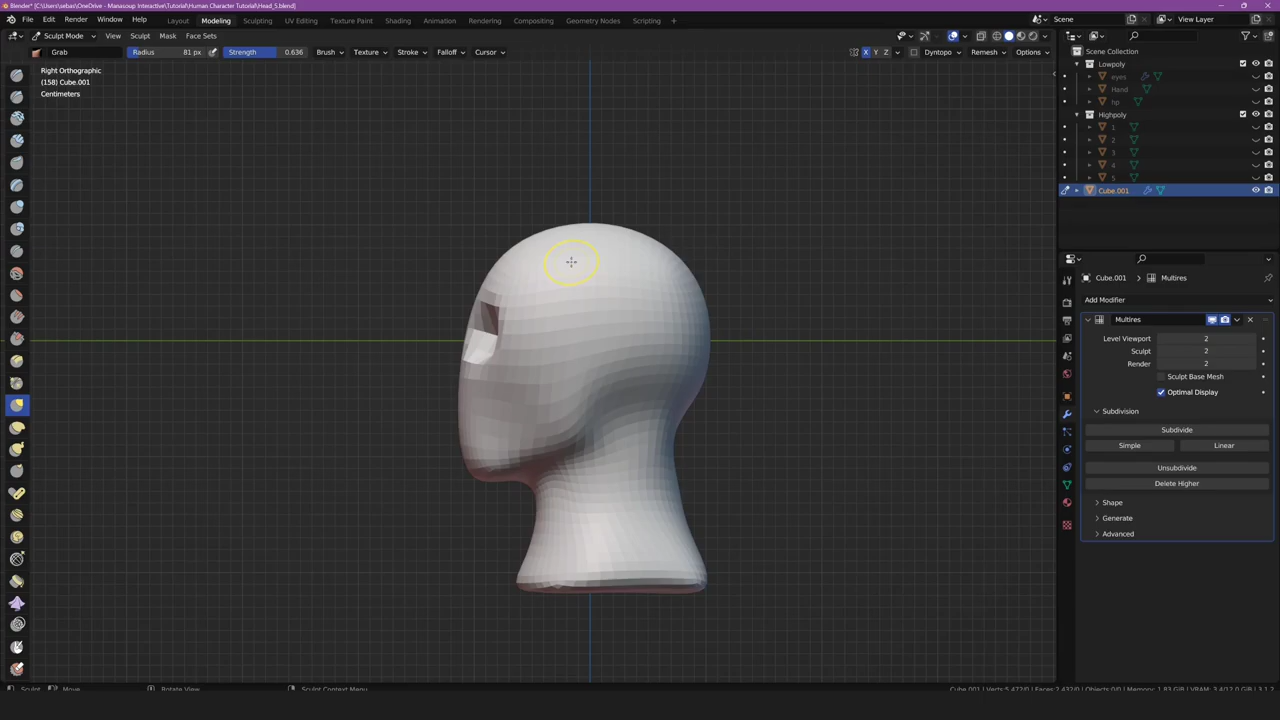 Blender* [C:\Users\sebas\OneDrive - Manasoup Interactive\Tutorial\Human Character Tutorial\Head_S.blend]
File Edit Render Window Help Layout Modeling Sculpting UV Editing Texture Paint Shading Animation Rendering Compositing Geometry Nodes Scripting Scene View Layer
Sculpt Mode View Sculpt Mask Face Sets
Grab Radius 81 px Strength 0.636 Brush Texture Stroke Falloff Cursor X Y Z Dyntopo Remesh Options
Right Orthographic
(158) Cube.001
Centimeters
Scene Collection
Lowpoly
eyes
Hand
hp
Highpoly
1
2
3
4
5
Cube.001
Cube.001 > Multires
Add Modifier
Multires
Level Viewport 2
Sculpt 2
Render 2
Sculpt Base Mesh
Optimal Display
Subdivision
Subdivide
Simple Linear
Unsubdivide
Delete Higher
Shape
Generate
Advanced
Sculpt Move Rotate View Sculpt Context Menu